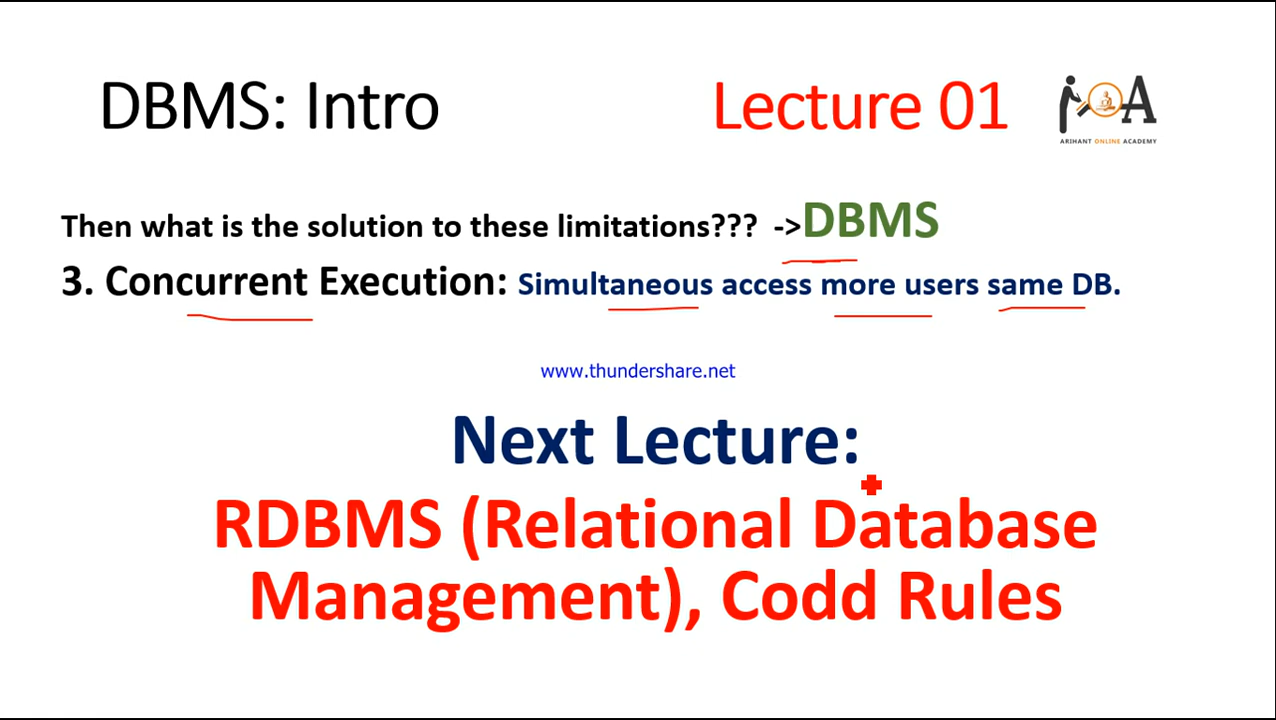 DBMS: Intro
Lecture 01
A
ARIHANT ONLINE ACADEMY
Then what is the solution to these limitations??? ->DBMS
3. Concurrent Execution: Simultaneous access more users same DB.
www.thundershare.net
Next Lecture:
RDBMS (Relational Database
Management), Codd Rules